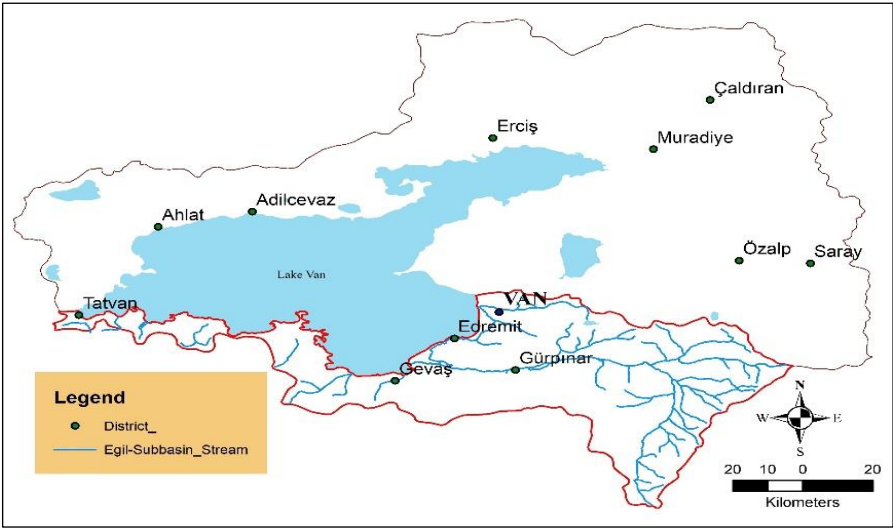 Çaldıran
Erciş
Muradiye
Adilcevaz
Ahlat
Özalp
Saray
Lake Van
VAN
Tatvan
Edremit
Gürpınar
Gevaş
Legend
District_
Egil-Subbasin_Stream
N
W
E
S
20 10 0 20
Kilometers